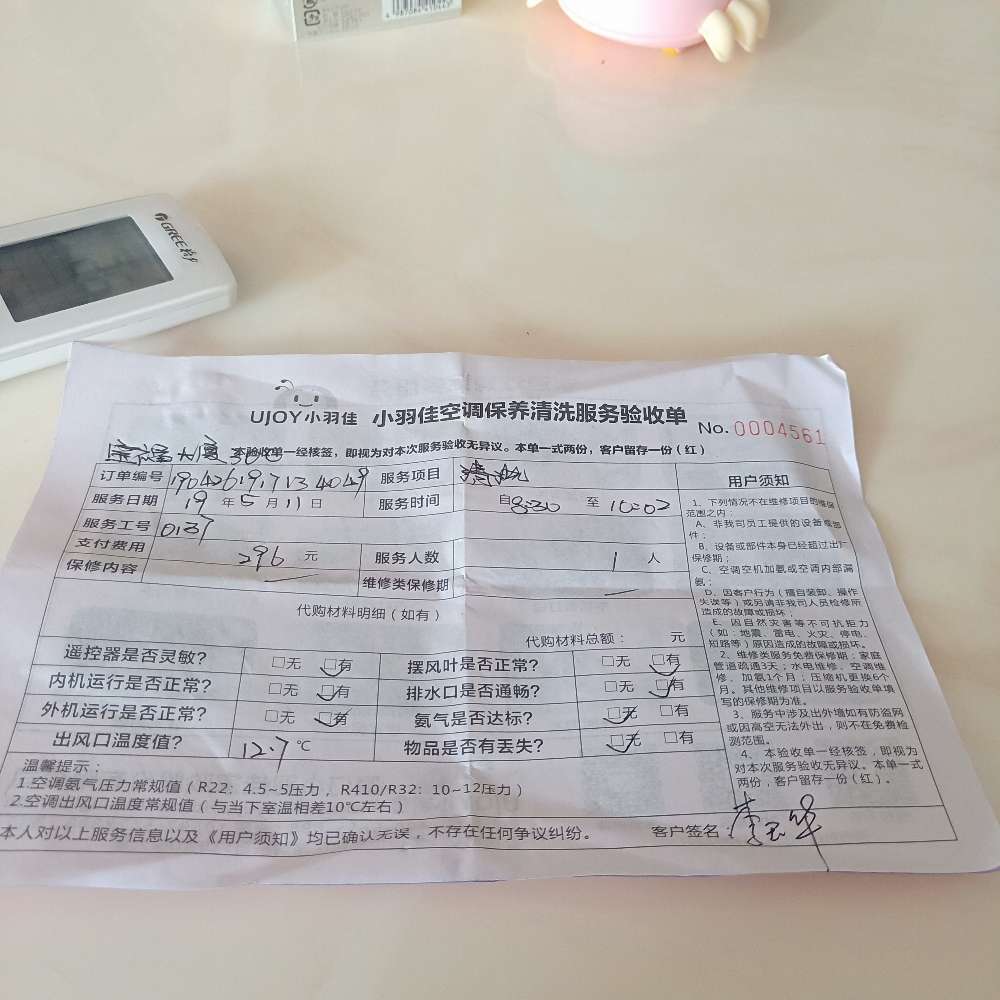 GREE格力
UJOY小羽佳 小羽佳空调保养清洗服务验收单 No.0004561
本验收单一经核签，即视为对本次服务验收无异议。本单一式两份，客户留存一份（红）
订单编号 服务项目 清洗
服务日期 19年5月11日 服务时间 自8:30 至 10:02
服务工号 0137
支付费用 296 元 服务人数 1 人
保修内容 维修类保修期
代购材料明细（如有）
代购材料总额： 元
遥控器是否灵敏? □无 □有 摆风叶是否正常? □无 □有
内机运行是否正常? □无 □有 排水口是否通畅? □无 □有
外机运行是否正常? □无 □有 氨气是否达标? □无 □有
出风口温度值? 12.7 ℃ 物品是否有丢失? □无 □有
温馨提示：
1.空调氨气压力常规值（R22：4.5~5压力，R410/R32：10~12压力）
2.空调出风口温度常规值（与当下室温相差10℃左右）
本人对以上服务信息以及《用户须知》均已确认无误，不存在任何争议纠纷。 客户签名：
用户须知
1、下列情况不在维修项目的维保
范围之内：
A、非我司员工提供的设备或部
件；
B、设备或部件本身已经超过出厂
保修期；
C、空调空机加氨或空调内部漏
氨；
D、因客户行为（擅自装卸、操作
失误等）或另请非我司人员检修所
造成的故障或损坏；
E、因自然灾害等不可抗拒力
（如：地震、雷电、火灾、停电、
短路等）原因造成的故障或损坏。
2、维修类服务免费保修期：家庭
管道疏通3天；水电维修、空调维
修、加氨1个月；压缩机更换6个
月。其他维修项目以服务验收单填
写的保修期为准。
3、服务中涉及出外墙如有防盗网
或因高空无法外出，则不在免费检
测范围。
4、本验收单一经核签，即视为
对本次服务验收无异议。本单一式
两份，客户留存一份（红）。